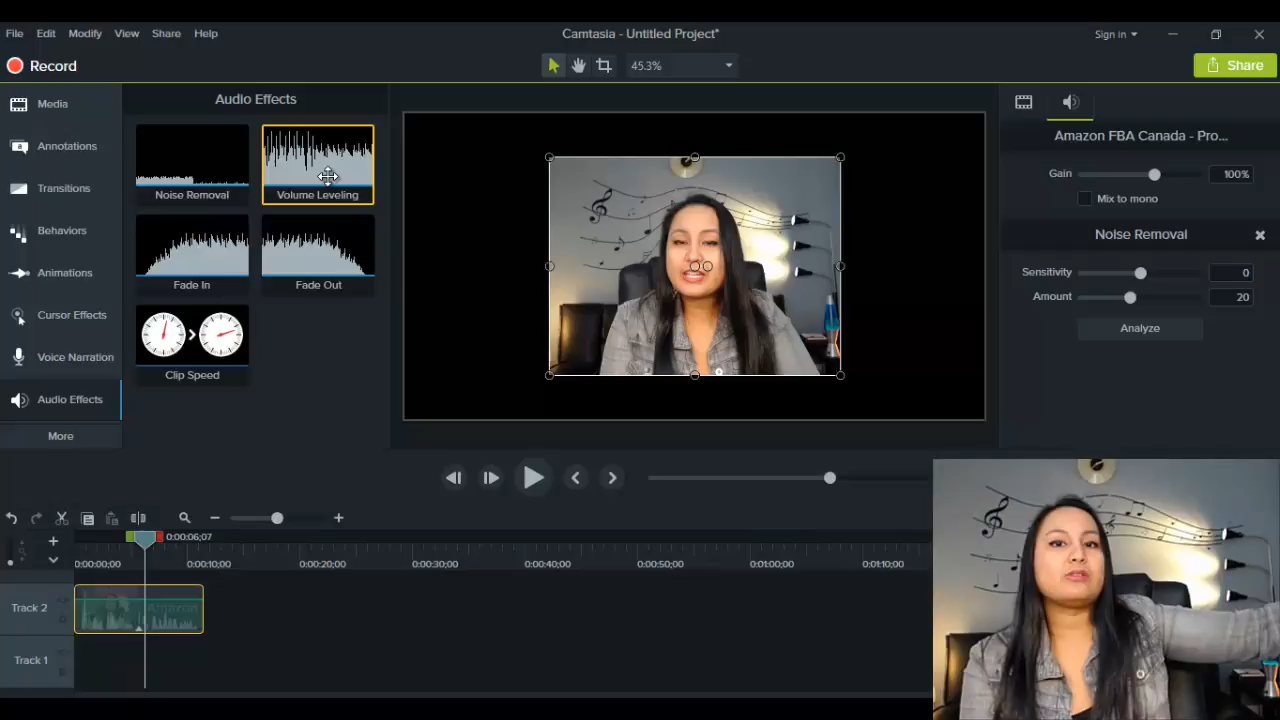 File Edit Modify View Share Help
Camtasia - Untitled Project*
Sign in
Record
45.3%
Share
Media
Annotations
Transitions
Behaviors
Animations
Cursor Effects
Voice Narration
Audio Effects
More
Audio Effects
Noise Removal
Volume Leveling
Fade In
Fade Out
Clip Speed
Amazon FBA Canada - Pro...
Gain 100%
Mix to mono
Noise Removal
Sensitivity 0
Amount 20
Analyze
0:00:06;07
0:00:00;00 0:00:10;00 0:00:20;00 0:00:30;00 0:00:40;00 0:00:50;00 0:01:00;00 0:01:10;00
Track 2
Amazon
Track 1